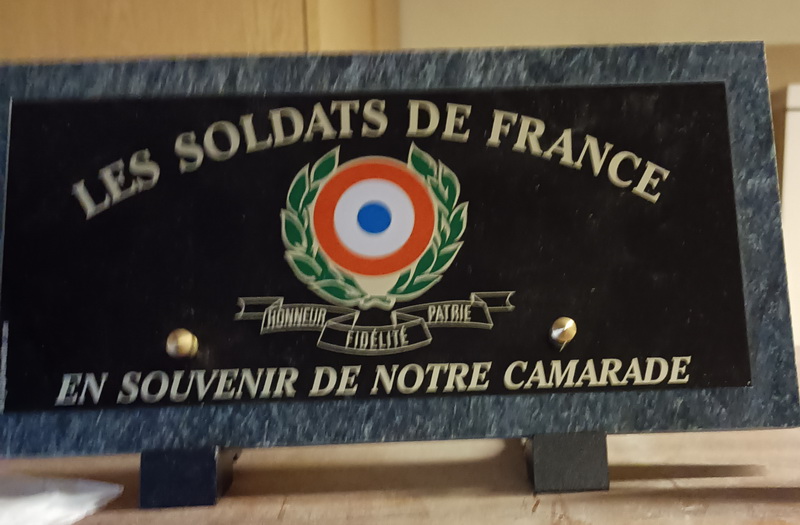 LES SOLDATS DE FRANCE
HONNEUR
FIDÉLITÉ
PATRIE
EN SOUVENIR DE NOTRE CAMARADE